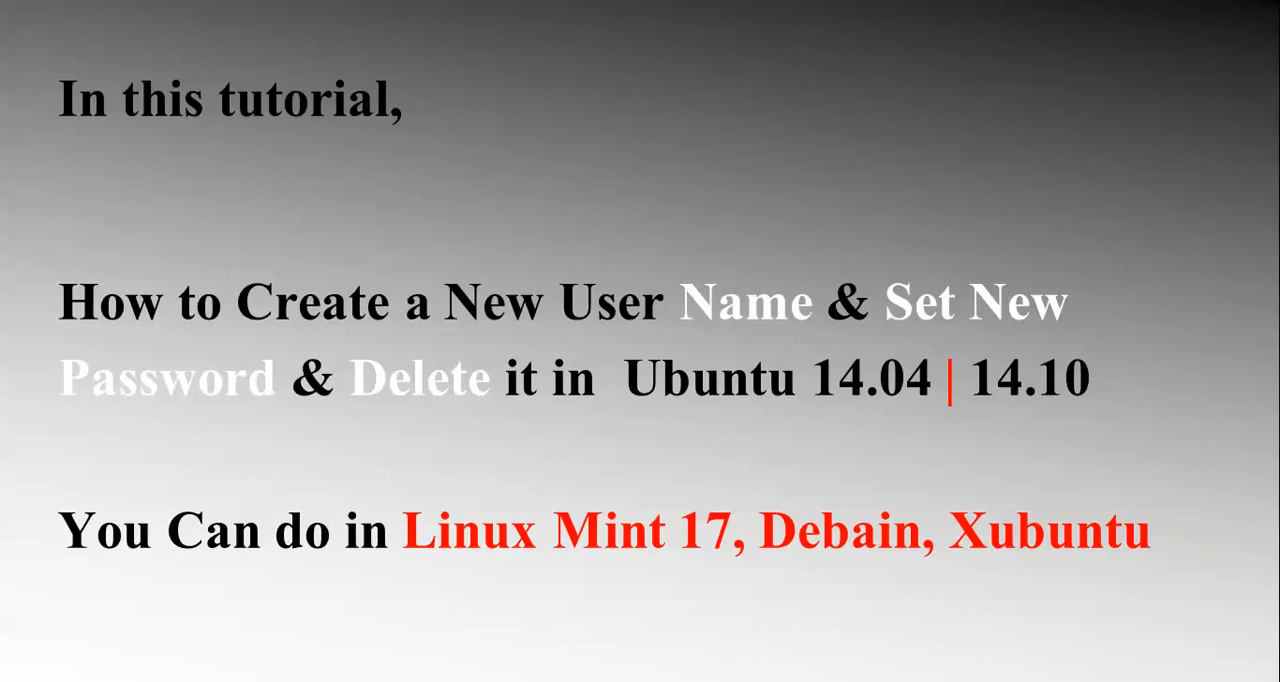 In this tutorial,
How to Create a New User Name & Set New
Password & Delete it in Ubuntu 14.04 | 14.10
You Can do in Linux Mint 17, Debain, Xubuntu